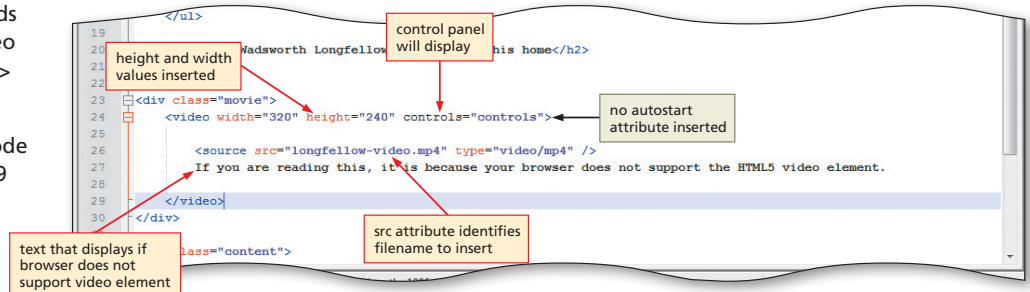 ds
eo
>
ode
9
</ul>
19
20 Wadsworth Longfellow his home</h2>
21
22
23 <div class="movie">
24 <video width="320" height="240" controls="controls">
25
26 <source src="longfellow-video.mp4" type="video/mp4" />
27 If you are reading this, it is because your browser does not support the HTML5 video element.
28
29 </video>
30 </div>
class="content">
control panel
will display
height and width
values inserted
no autostart
attribute inserted
src attribute identifies
filename to insert
text that displays if
browser does not
support video element